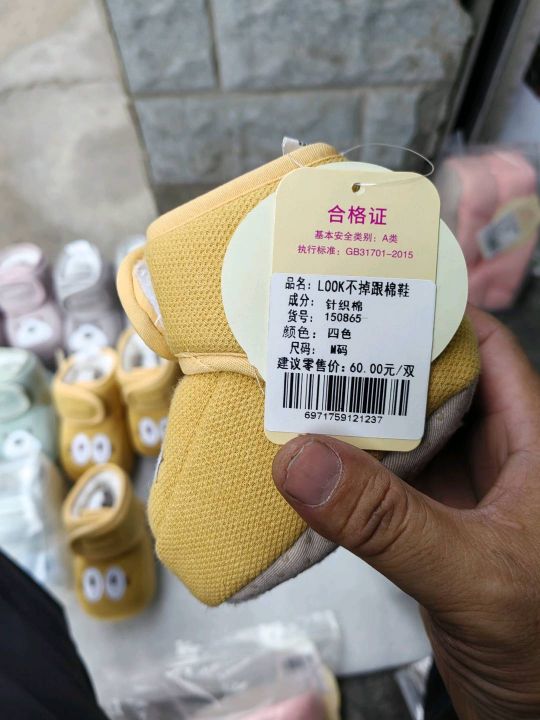 合格证
基本安全类别：A类
执行标准：GB31701-2015
品名：LOOK不掉跟棉鞋
成分：针织棉
货号：150865
颜色：四色
尺码：M码
建议零售价：60.00元/双
6971759121237